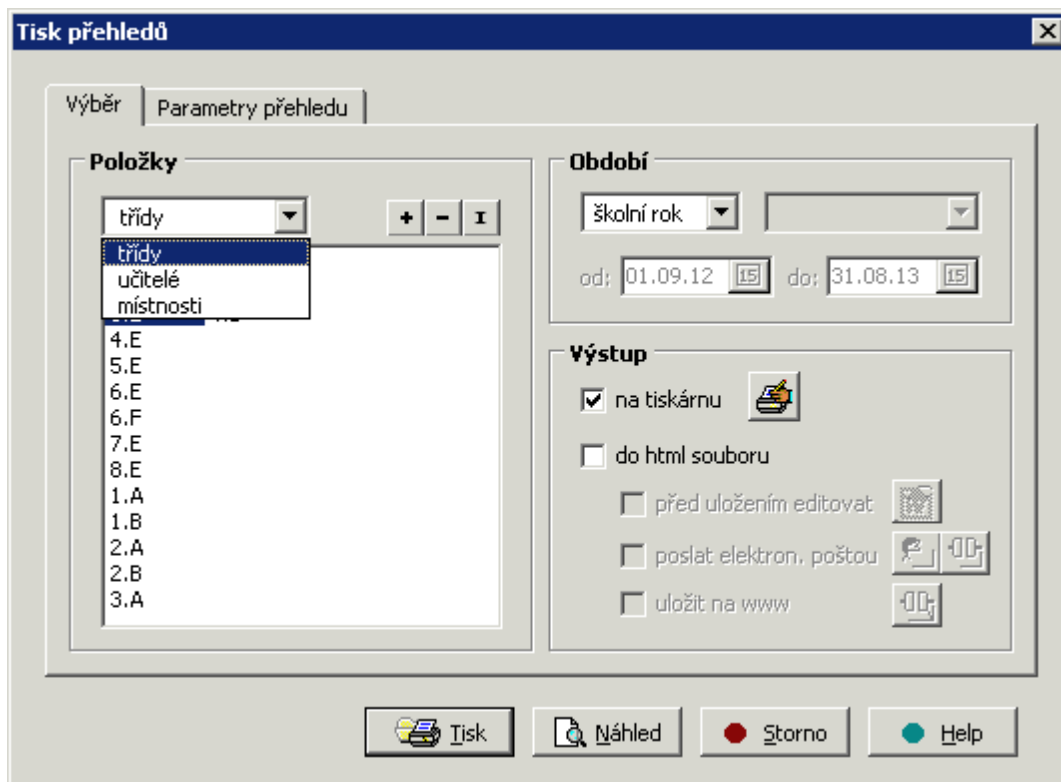 Tisk přehledů
Výběr
Parametry přehledu
Položky
třídy
+ - I
třídy
učitelé
místnosti
4.E
5.E
6.E
6.F
7.E
8.E
1.A
1.B
2.A
2.B
3.A
Období
školní rok
od: 01.09.12 15 do: 31.08.13 15
Výstup
na tiskárnu
do html souboru
před uložením editovat
poslat elektron. poštou
uložit na www
Tisk
Náhled
Storno
Help